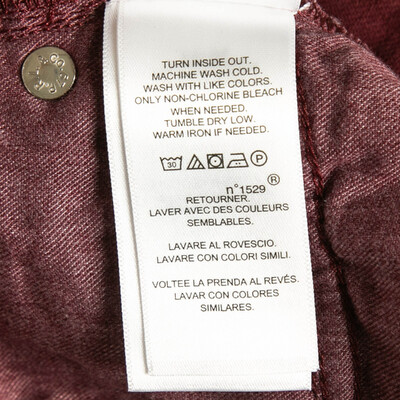 TURN INSIDE OUT.
MACHINE WASH COLD.
WASH WITH LIKE COLORS.
ONLY NON-CHLORINE BLEACH
WHEN NEEDED.
TUMBLE DRY LOW.
WARM IRON IF NEEDED.
30 P
®
n°1529
RETOURNER.
LAVER AVEC DES COULEURS
SEMBLABLES.
LAVARE AL ROVESCIO.
LAVARE CON COLORI SIMILI.
VOLTEE LA PRENDA AL REVÉS.
LAVAR CON COLORES
SIMILARES.